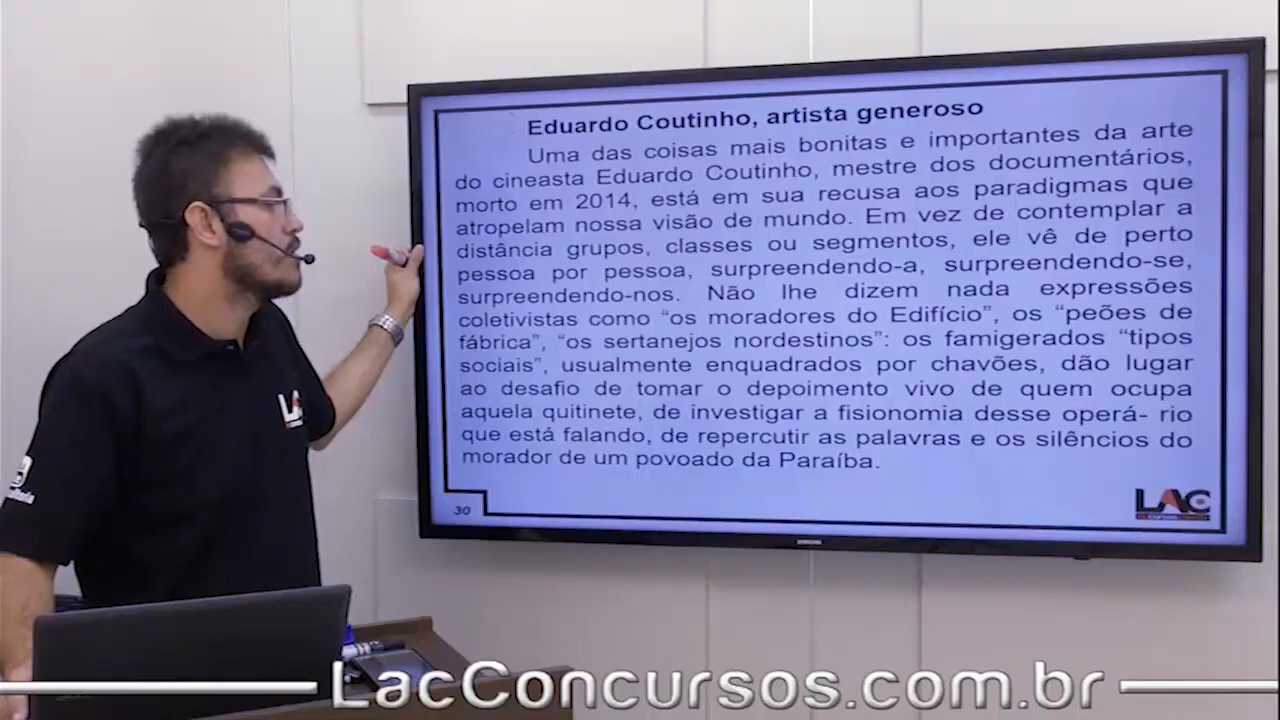 Eduardo Coutinho, artista generoso
Uma das coisas mais bonitas e importantes da arte
do cineasta Eduardo Coutinho, mestre dos documentários,
morto em 2014, está em sua recusa aos paradigmas que
atropelam nossa visão de mundo. Em vez de contemplar a
distância grupos, classes ou segmentos, ele vê de perto
pessoa por pessoa, surpreendendo-a, surpreendendo-se,
surpreendendo-nos. Não lhe dizem nada expressões
coletivistas como “os moradores do Edifício”, os “peões de
fábrica”, “os sertanejos nordestinos”: os famigerados “tipos
sociais”, usualmente enquadrados por chavões, dão lugar
ao desafio de tomar o depoimento vivo de quem ocupa
aquela quitinete, de investigar a fisionomia desse operá- rio
que está falando, de repercutir as palavras e os silêncios do
morador de um povoado da Paraíba.
30
LAC
SAMSUNG
LA
LacConcursos.com.br